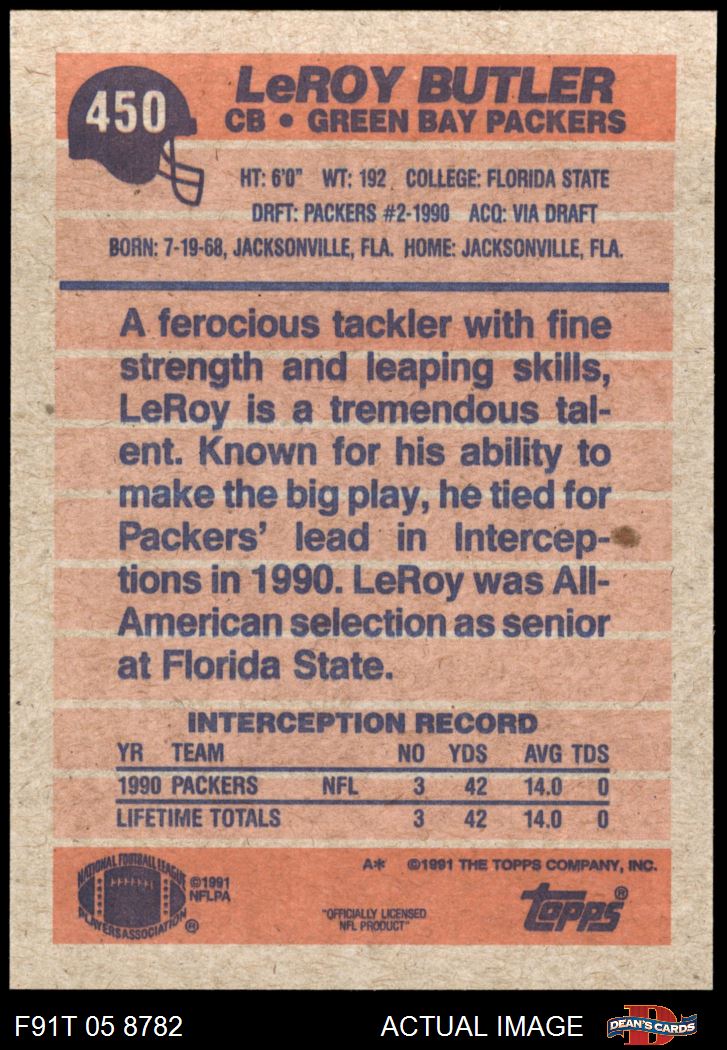 450
LeROY BUTLER
CB • GREEN BAY PACKERS
HT: 6'0" WT: 192 COLLEGE: FLORIDA STATE
DRFT: PACKERS #2-1990 ACQ: VIA DRAFT
BORN: 7-19-68, JACKSONVILLE, FLA. HOME: JACKSONVILLE, FLA.
A ferocious tackler with fine
strength and leaping skills,
LeRoy is a tremendous tal-
ent. Known for his ability to
make the big play, he tied for
Packers' lead in Intercep-
tions in 1990. LeRoy was All-
American selection as senior
at Florida State.
INTERCEPTION RECORD
YR TEAM NO YDS AVG TDS
1990 PACKERS NFL 3 42 14.0 0
LIFETIME TOTALS 3 42 14.0 0
A* ©1991 THE TOPPS COMPANY, INC.
NATIONAL FOOTBALL LEAGUE
PLAYERS ASSOCIATION ®
©1991
NFLPA
"OFFICIALLY LICENSED
NFL PRODUCT"
topps®
F91T 05 8782 ACTUAL IMAGE
D
DEAN'S CARDS